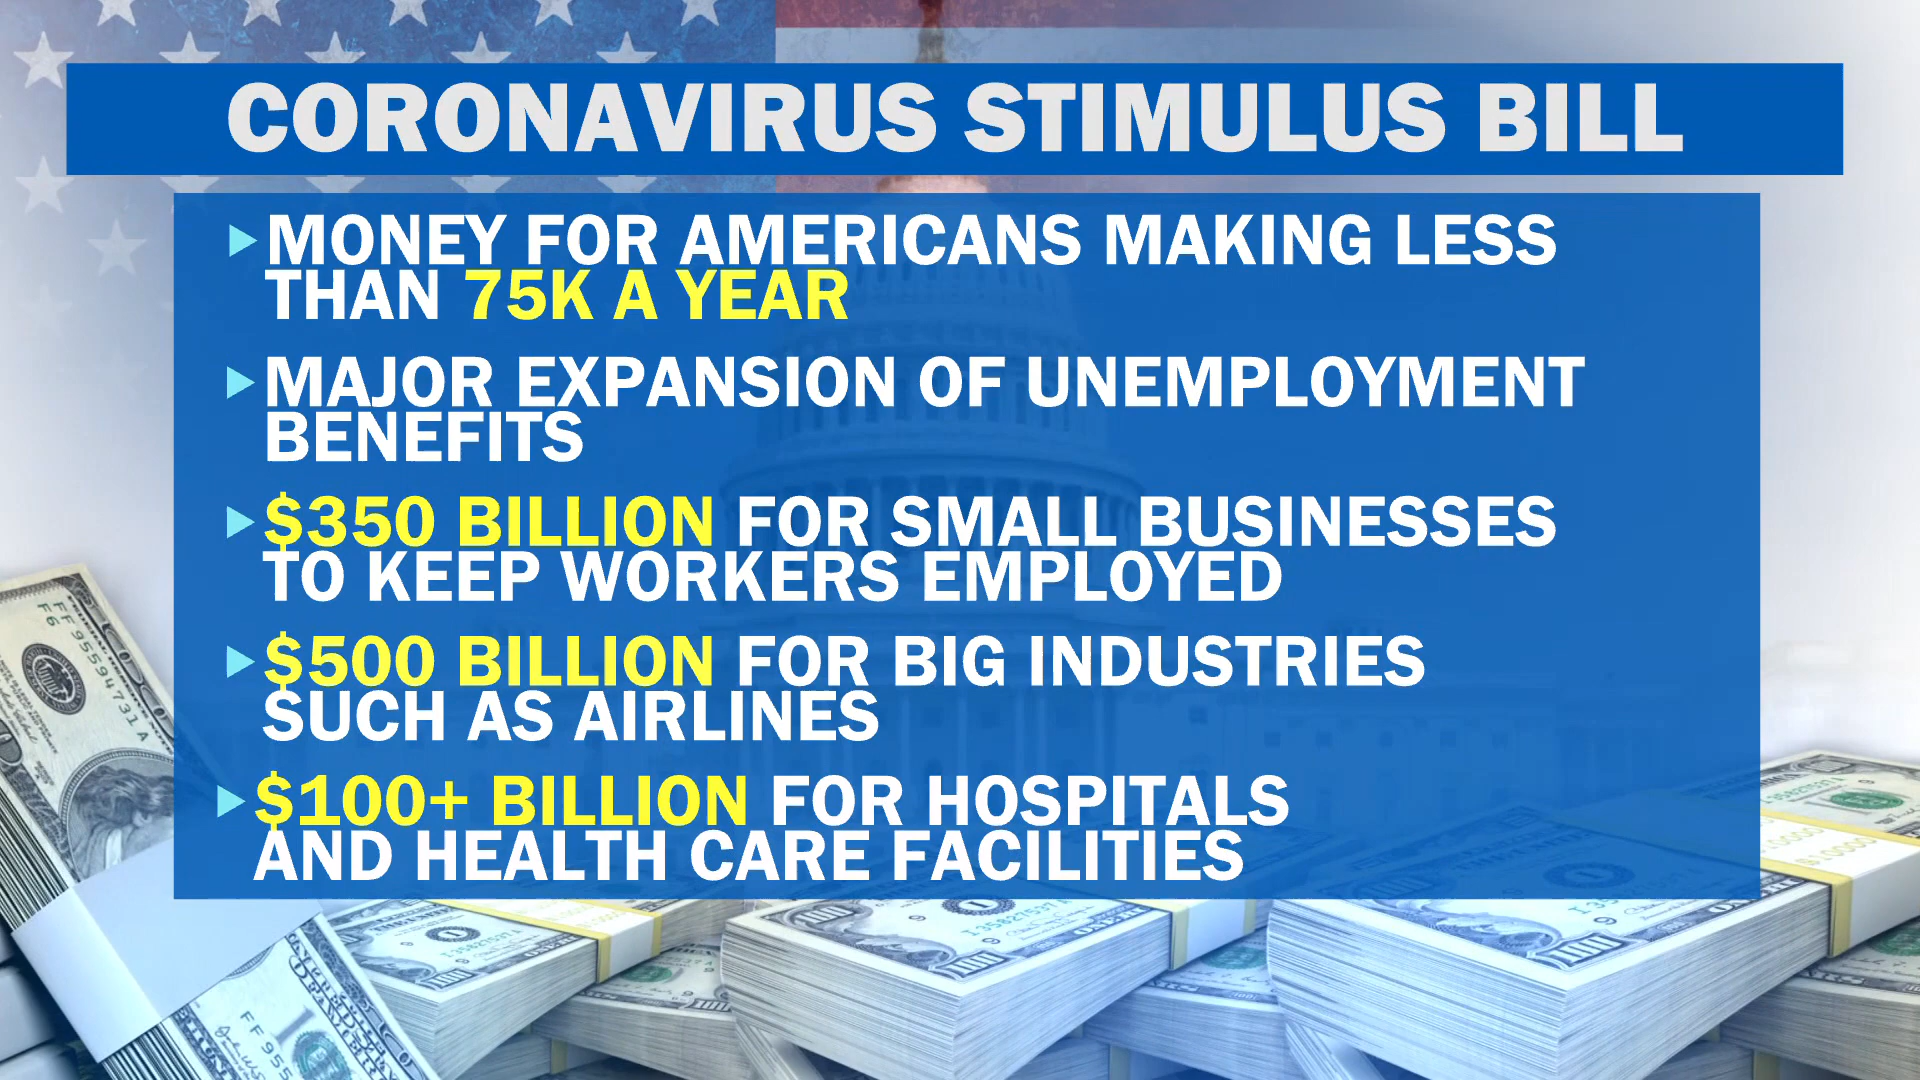 CORONAVIRUS STIMULUS BILL
MONEY FOR AMERICANS MAKING LESS
THAN 75K A YEAR
MAJOR EXPANSION OF UNEMPLOYMENT
BENEFITS
$350 BILLION FOR SMALL BUSINESSES
TO KEEP WORKERS EMPLOYED
$500 BILLION FOR BIG INDUSTRIES
SUCH AS AIRLINES
$100+ BILLION FOR HOSPITALS
AND HEALTH CARE FACILITIES